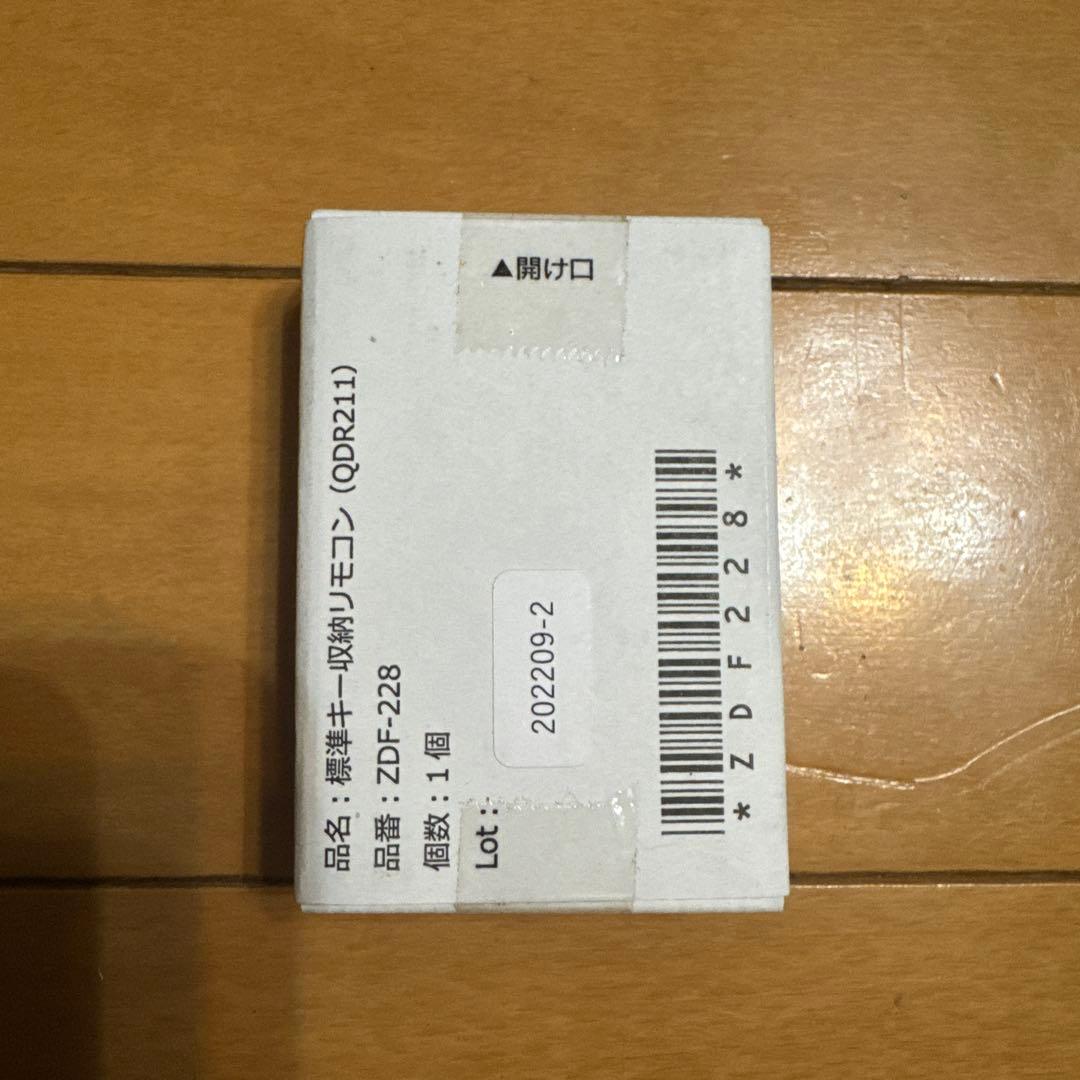 ▲開け口
品名：標準キー収納リモコン（QDR211）
品番：ZDF-228
個数：1個
Lot：
202209-2
*ZDF228*